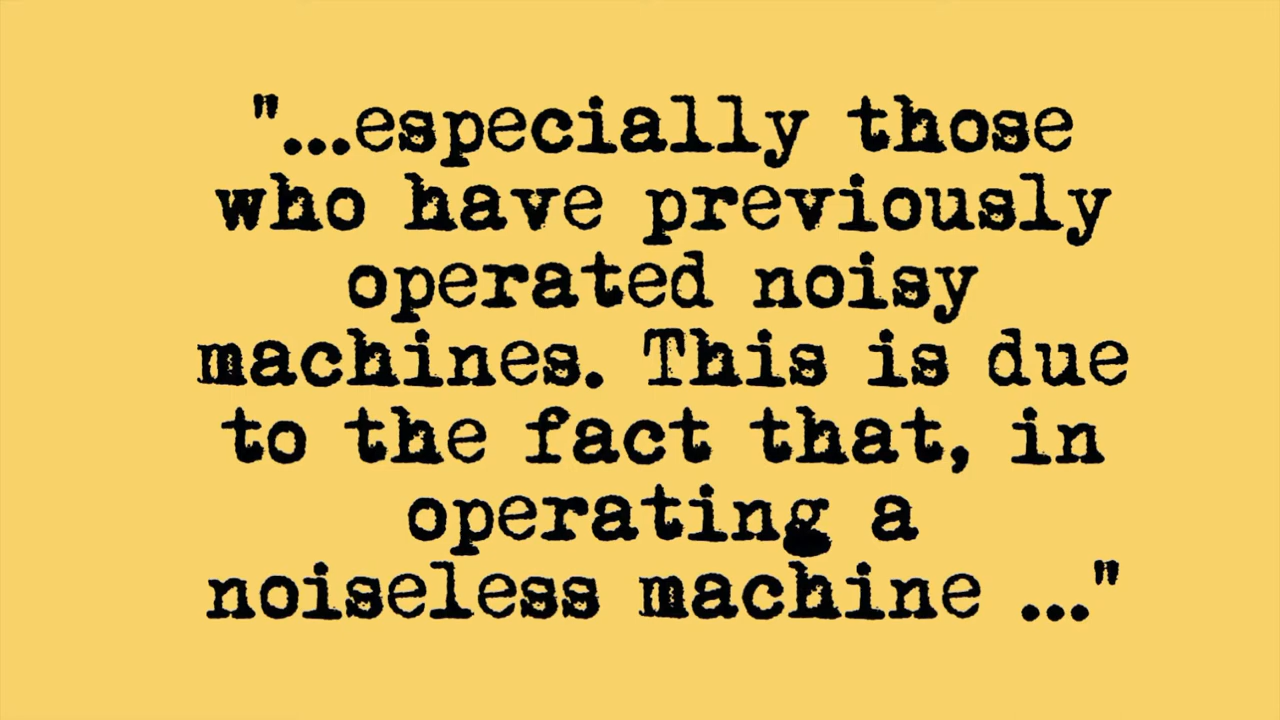 "...especially those
who have previously
operated noisy
machines. This is due
to the fact that, in
operating a
noiseless machine ..."